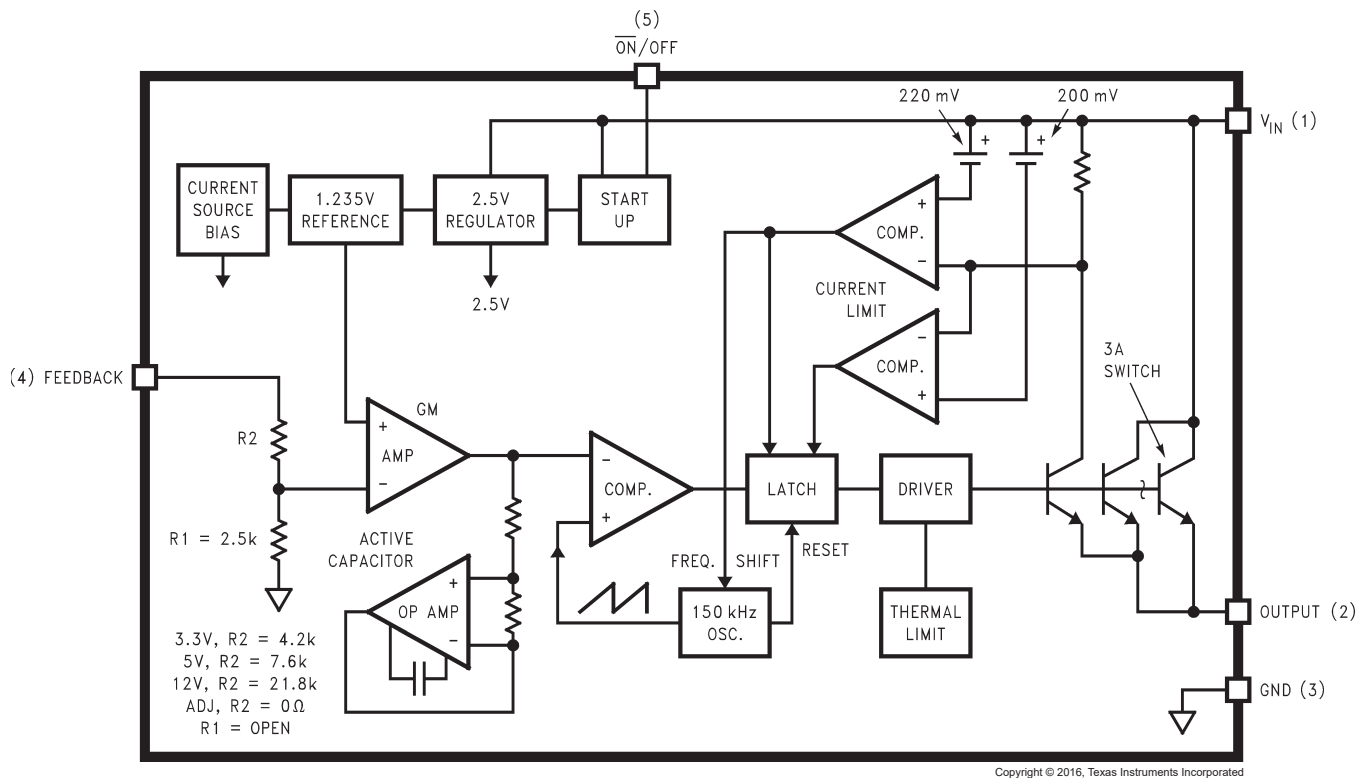 (5)
ON/OFF
220 mV
200 mV
+
+
V_IN (1)
CURRENT
SOURCE
BIAS
1.235V
REFERENCE
2.5V
REGULATOR
START
UP
2.5V
+
COMP.
−
CURRENT
LIMIT
−
COMP.
+
3A
SWITCH
(4) FEEDBACK
R2
R1 = 2.5k
GM
+
AMP
−
−
COMP.
+
LATCH
DRIVER
ACTIVE
CAPACITOR
+
OP AMP
−
FREQ. SHIFT
RESET
150 kHz
OSC.
THERMAL
LIMIT
OUTPUT (2)
GND (3)
3.3V, R2 = 4.2k
5V, R2 = 7.6k
12V, R2 = 21.8k
ADJ, R2 = 0Ω
R1 = OPEN
Copyright © 2016, Texas Instruments Incorporated